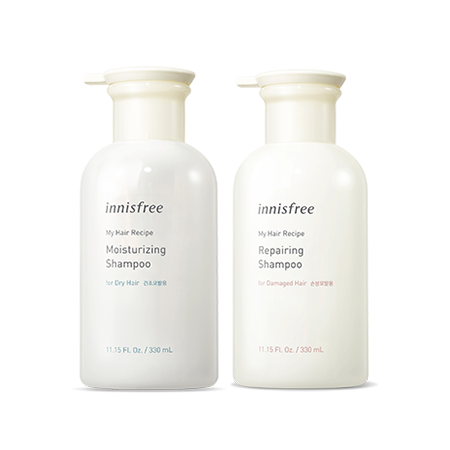 innisfree
My Hair Recipe
Moisturizing
Shampoo
for Dry Hair 건조모발용
11.15 Fl. Oz. / 330 mL
innisfree
My Hair Recipe
Repairing
Shampoo
for Damaged Hair 손상모발용
11.15 Fl. Oz. / 330 mL